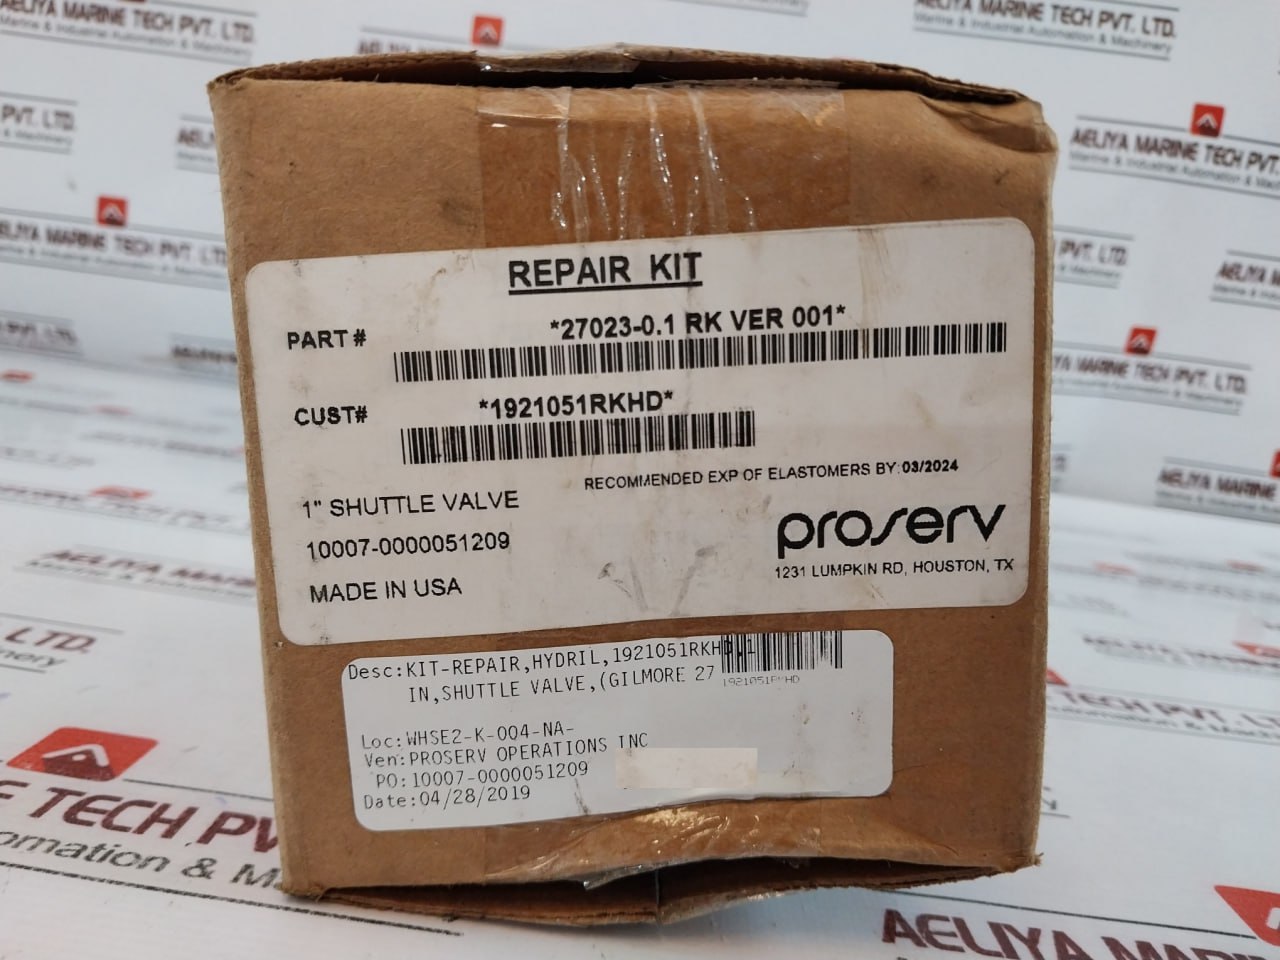 AELIYA MARINE TECH PVT. LTD.
Marine & Industrial Automation & Machinery
REPAIR KIT
PART# *27023-0.1 RK VER 001*
CUST# *1921051RKHD*
RECOMMENDED EXP OF ELASTOMERS BY:03/2024
1" SHUTTLE VALVE
10007-0000051209
MADE IN USA
proserv
1231 LUMPKIN RD, HOUSTON, TX
Desc:KIT-REPAIR,HYDRIL,1921051RKHD,1
IN,SHUTTLE VALVE,(GILMORE 27
1921051RKHD
Loc:WHSE2-K-004-NA-
Ven:PROSERV OPERATIONS INC
PO:10007-0000051209
Date:04/28/2019